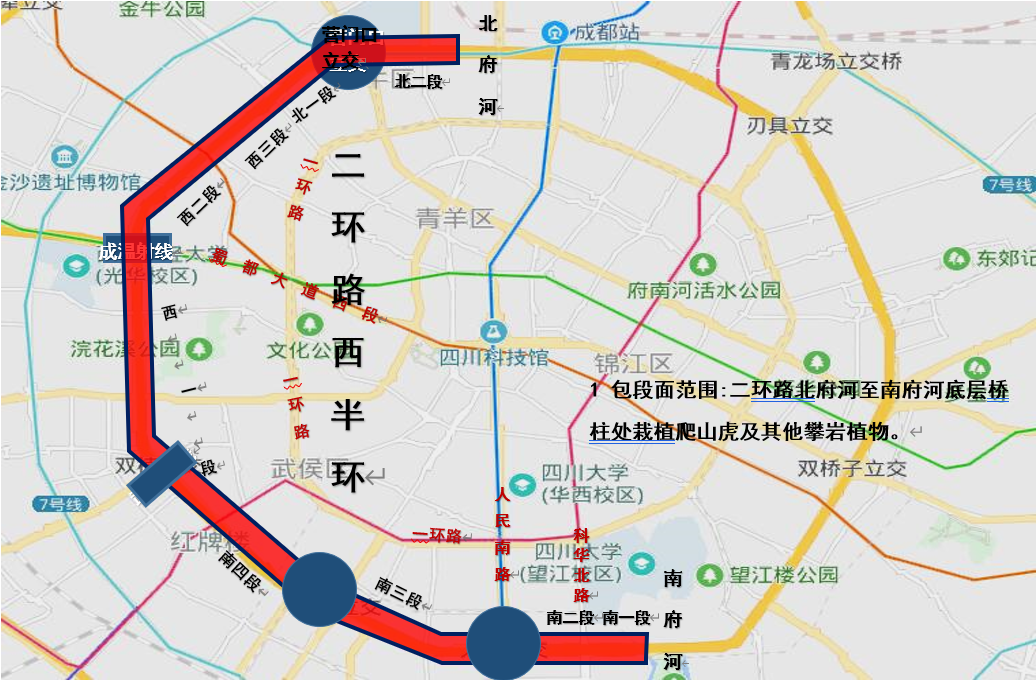 金牛公园
北府河
成都站
青龙场立交桥
营门口
立交
北二段
刃具立交
北一段
西三段
金沙遗址博物馆
一环路
二环路西半环
7号线
西二段
青羊区
成温射线
(光华校区)
蜀都大道西段
东郊记
府南河活水公园
西一段
浣花溪公园
文化公
四川科技馆
锦江区
1 包段面范围:二环路北府河至南府河底层桥
柱处栽植爬山虎及其他攀岩植物。
一环路
武侯区
双桥子立交
四川大学
(华西校区)
7号线
人民南路
红牌楼
一环路
科华北路
四川大学
(望江校区)
南府河
望江楼公园
南四段
南三段
南二段 南一段